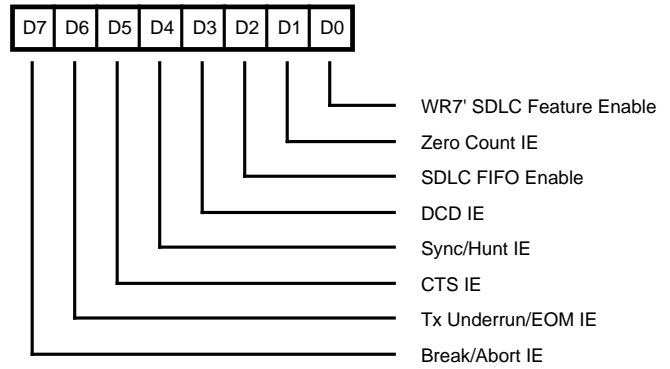 D7 D6 D5 D4 D3 D2 D1 D0
WR7' SDLC Feature Enable
Zero Count IE
SDLC FIFO Enable
DCD IE
Sync/Hunt IE
CTS IE
Tx Underrun/EOM IE
Break/Abort IE